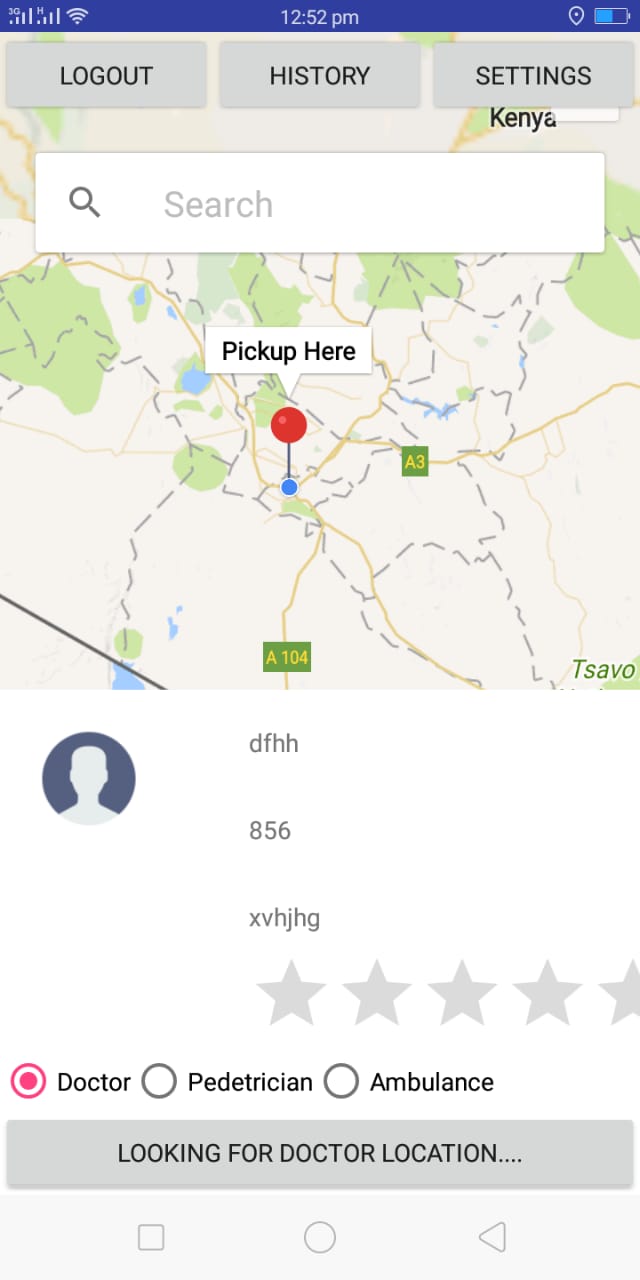 3G H 12:52 pm
LOGOUT HISTORY SETTINGS
Kenya
Search
Pickup Here
A3
A 104
Tsavo
dfhh
856
xvhjhg
Doctor Pedetrician Ambulance
LOOKING FOR DOCTOR LOCATION....